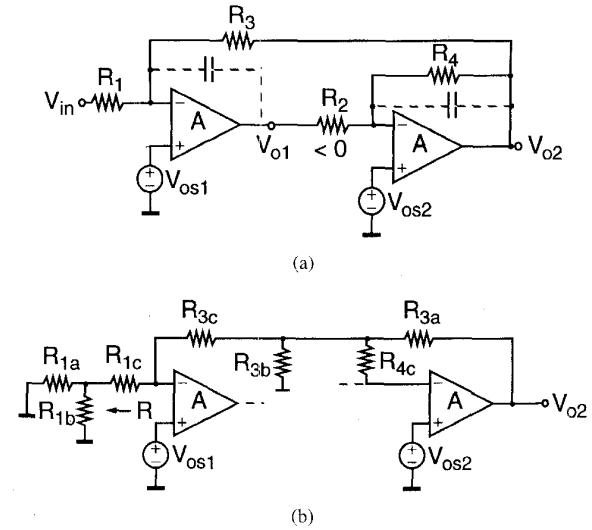 R3
R4
R1
Vin
−
A
+
Vo1
R2
< 0
−
A
+
Vo2
+
−
Vos1
+
−
Vos2
(a)
R3c
R3a
R1a
R1c
R3b
R4c
R1b
← R
−
A
+
−
A
+
Vo2
+
−
Vos1
+
−
Vos2
(b)